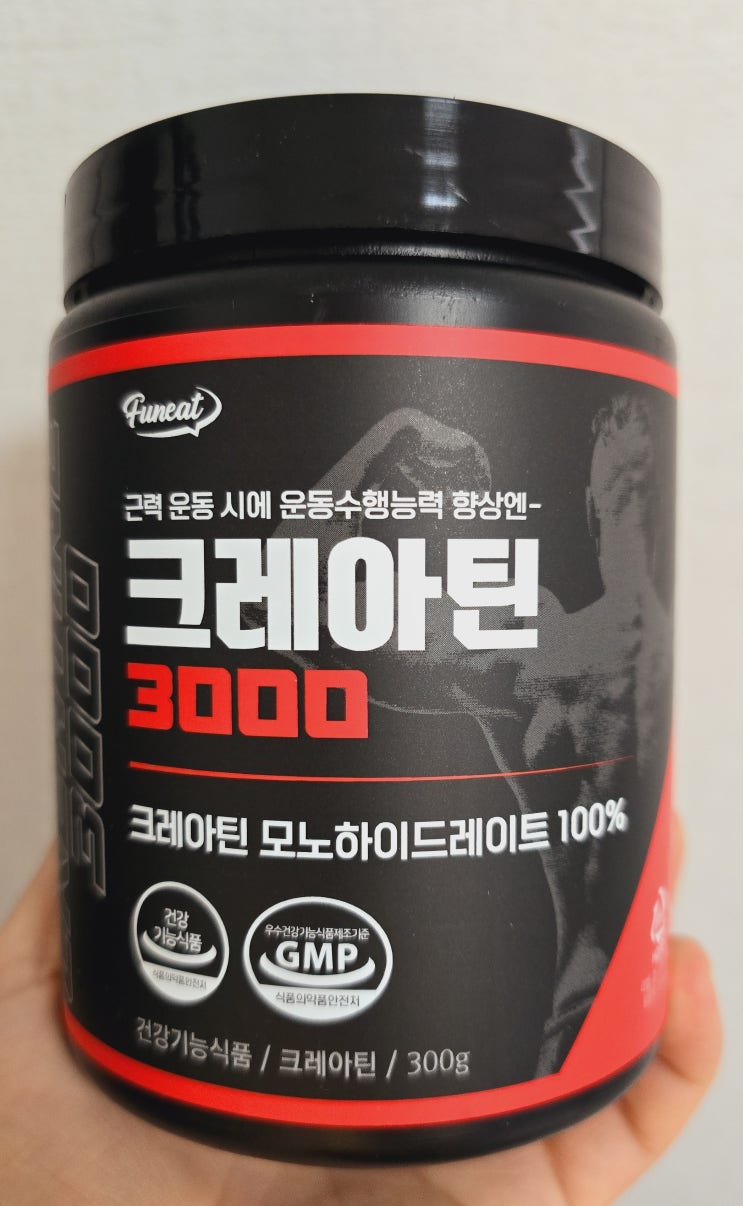 Funeat
근력 운동 시에 운동수행능력 향상엔-
크레아틴
3000
크레아틴 모노하이드레이트 100%
건강
기능식품
식품의약품안전처
우수건강기능식품제조기준
GMP
식품의약품안전처
건강기능식품 / 크레아틴 / 300g
3000